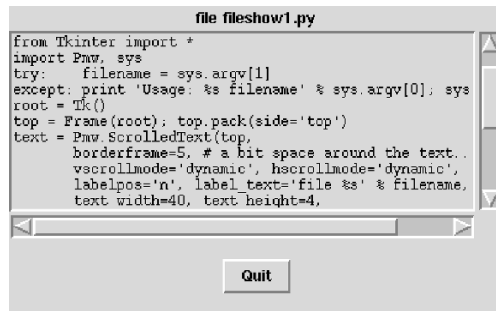 file fileshow1.py
from Tkinter import *
import Pmw, sys
try:    filename = sys.argv[1]
except: print 'Usage: %s filename' % sys.argv[0]; sys
root = Tk()
top = Frame(root); top.pack(side='top')
text = Pmw.ScrolledText(top,
       borderframe=5, # a bit space around the text..
       vscrollmode='dynamic', hscrollmode='dynamic',
       labelpos='n', label_text='file %s' % filename,
       text_width=40, text_height=4,
Quit